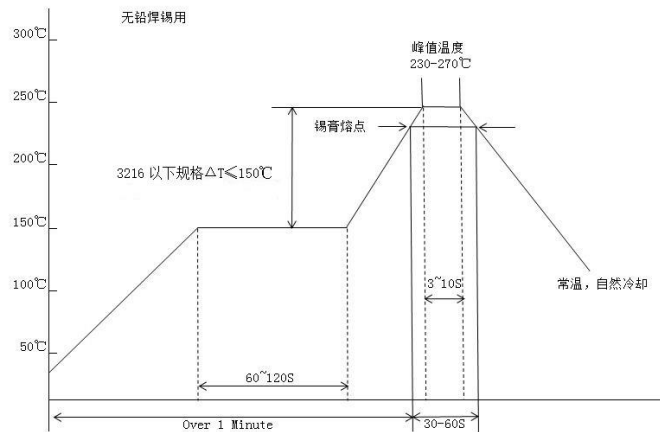 无铅焊锡用
300℃
峰值温度
230-270℃
250℃
锡膏熔点
200℃
3216 以下规格△T≤150℃
150℃
100℃
3~10S
常温，自然冷却
50℃
60~120S
Over 1 Minute
30-60S